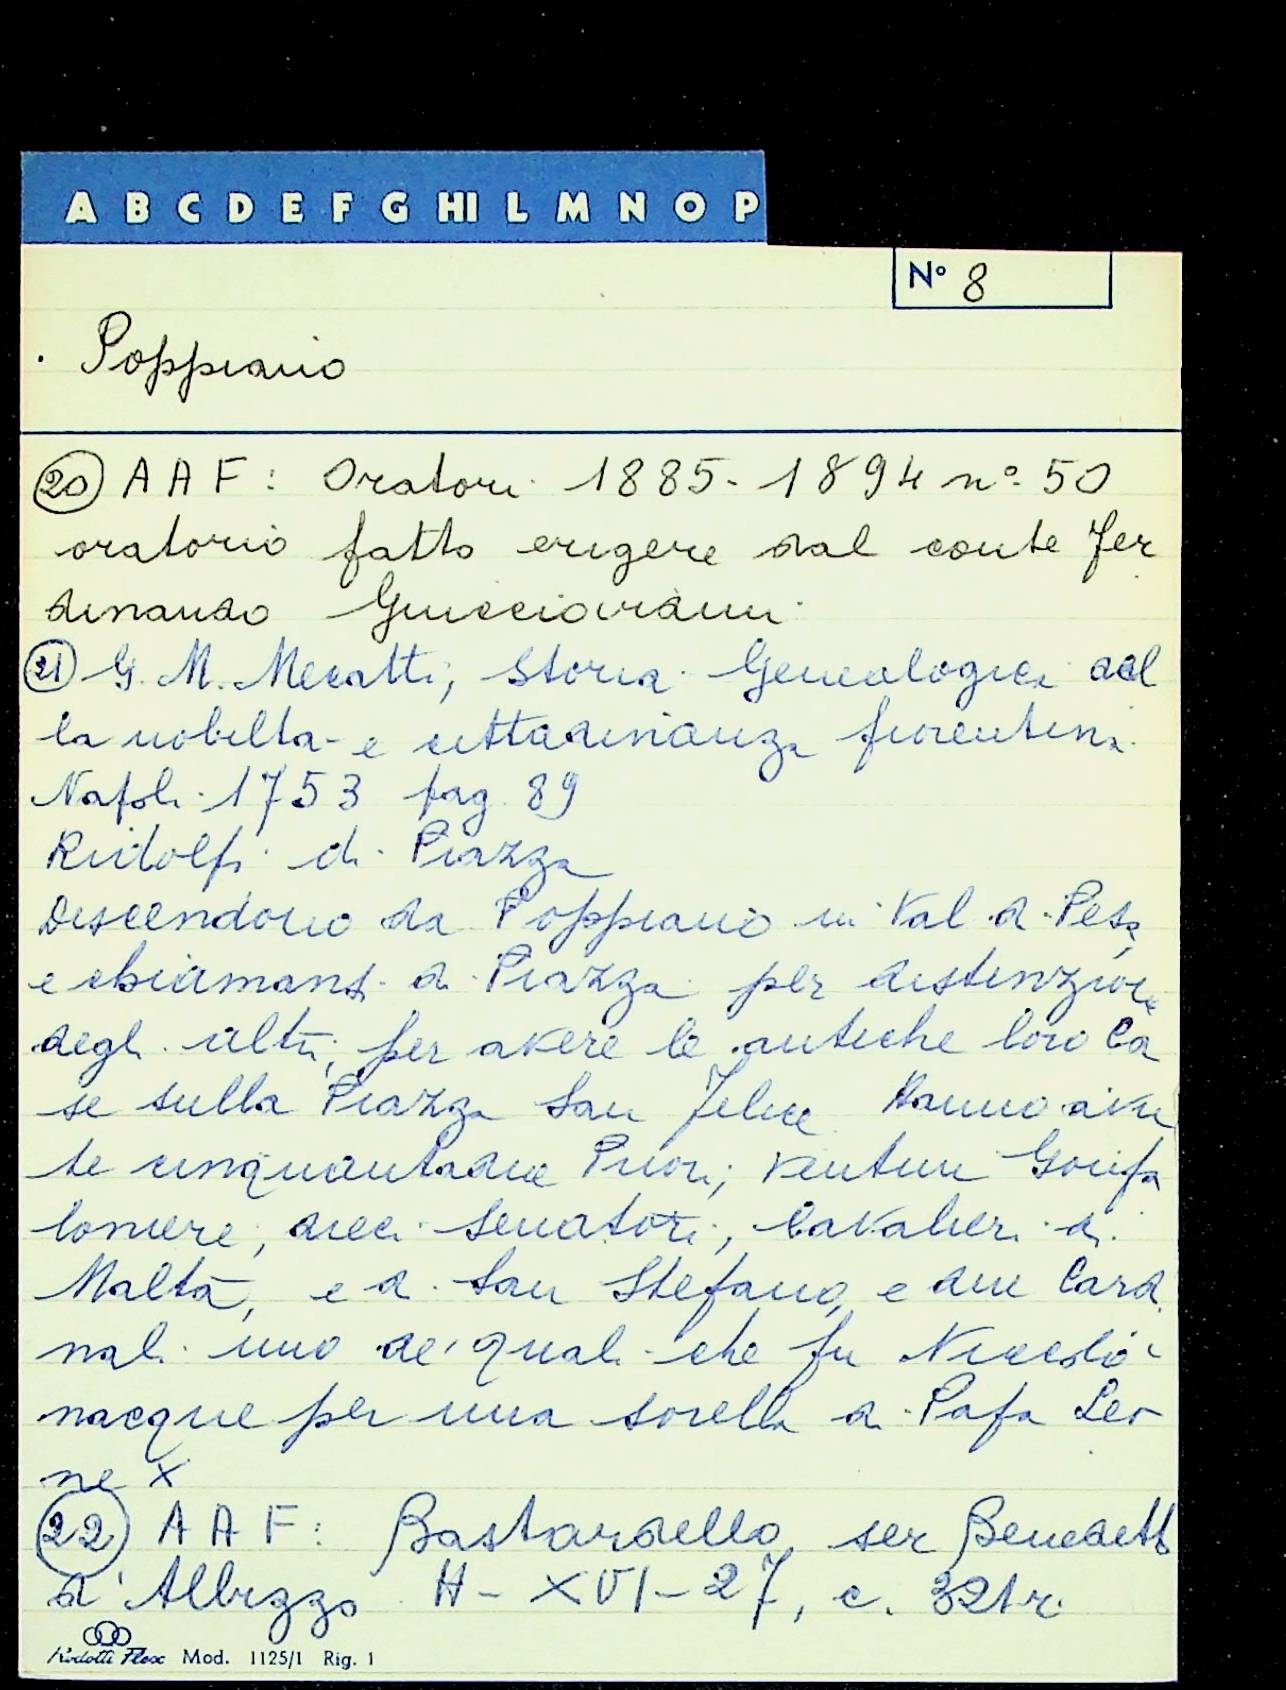 A B C D E F G HI L M N O P
N° 8
Poppiano
20 A A F : Oratori 1885-1894 n° 50
oratorio fatto erigere dal conte Fer
dinando Guicciardini
21 G. M. Mecatti, Storia Genealogica del
la nobiltà e cittadinanza fiorentina
Napoli 1753 pag. 89
Ridolfi di Piazza
Discendono da Poppiano in Val di Pesa,
e chiamansi di Piazza per distinzione
degli altri, per avere le antiche loro Ca
se sulla Piazza San Felice. Hanno avu
te cinquantadue Priori, ventun Gonfa
loniere, dieci Senatori, Cavalieri di
Malta, e di San Stefano, e due Cardi
nali uno de' quali che fu Niccolò
nacque per una sorella di Papa Leo
ne X
22 A A F : Bastardello, ser Benedetto
d'Albizzo H-XVI-27, c. 321r.
Rodotti Flex Mod. 1125/1 Rig. 1